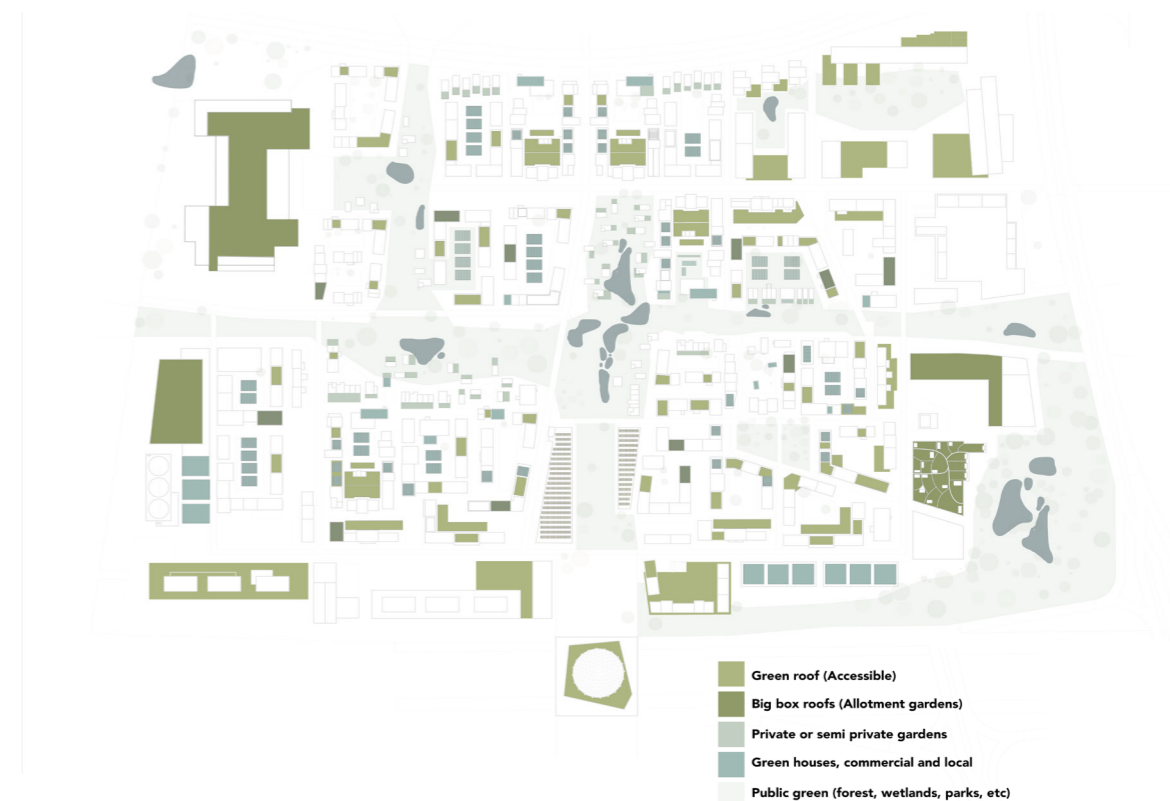 Green roof (Accessible)
Big box roofs (Allotment gardens)
Private or semi private gardens
Green houses, commercial and local
Public green (forest, wetlands, parks, etc)